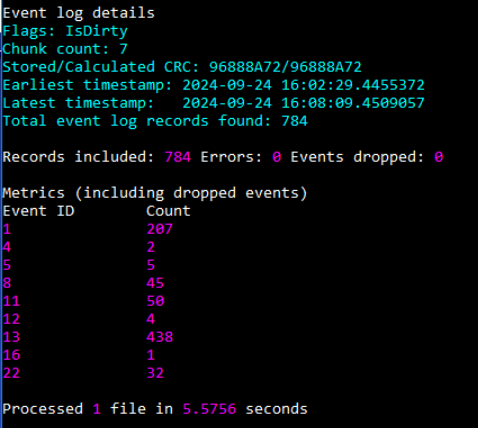 Event log details
Flags: IsDirty
Chunk count: 7
Stored/Calculated CRC: 96888A72/96888A72
Earliest timestamp: 2024-09-24 16:02:29.4455372
Latest timestamp:   2024-09-24 16:08:09.4509057
Total event log records found: 784
Records included: 784 Errors: 0 Events dropped: 0
Metrics (including dropped events)
Event ID        Count
1               207
4               2
5               5
8               45
11              50
12              4
13              438
16              1
22              32
Processed 1 file in 5.5756 seconds